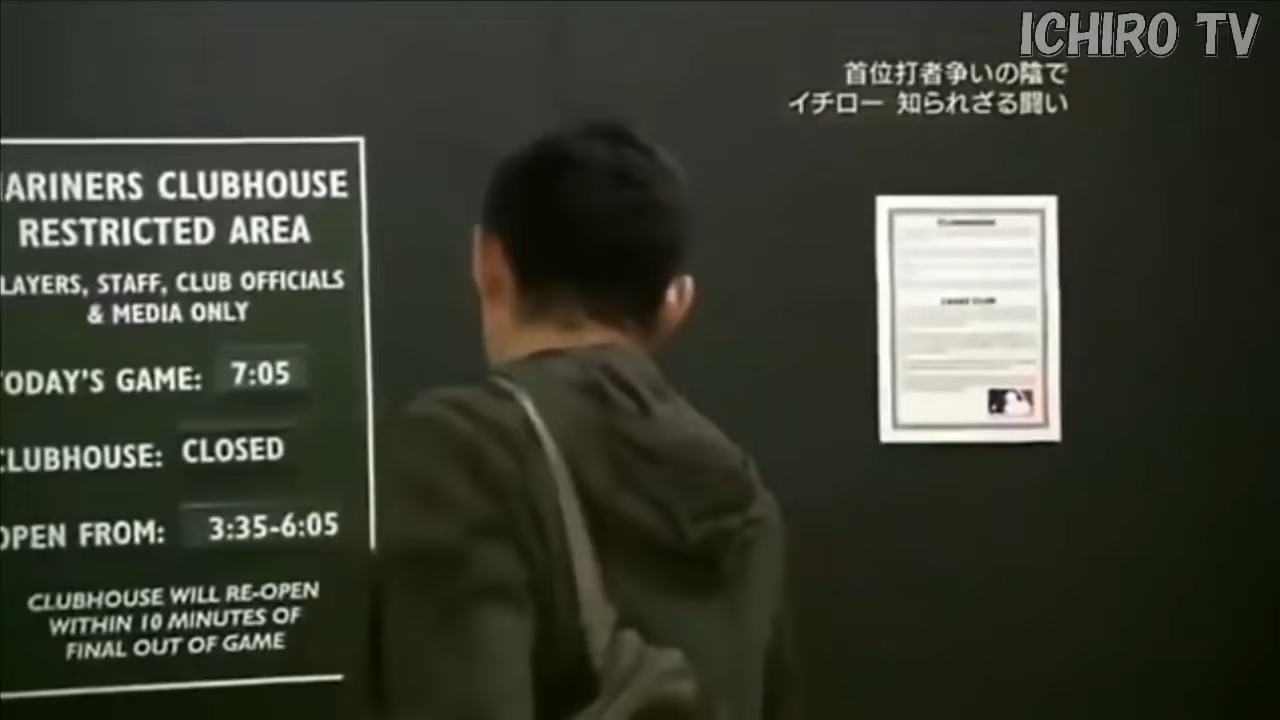 ICHIRO TV
首位打者争いの陰で
イチロー 知られざる闘い
ARINERS CLUBHOUSE
RESTRICTED AREA
LAYERS, STAFF, CLUB OFFICIALS
& MEDIA ONLY
TODAY'S GAME: 7:05
CLUBHOUSE: CLOSED
OPEN FROM: 3:35-6:05
CLUBHOUSE WILL RE-OPEN
WITHIN 10 MINUTES OF
FINAL OUT OF GAME